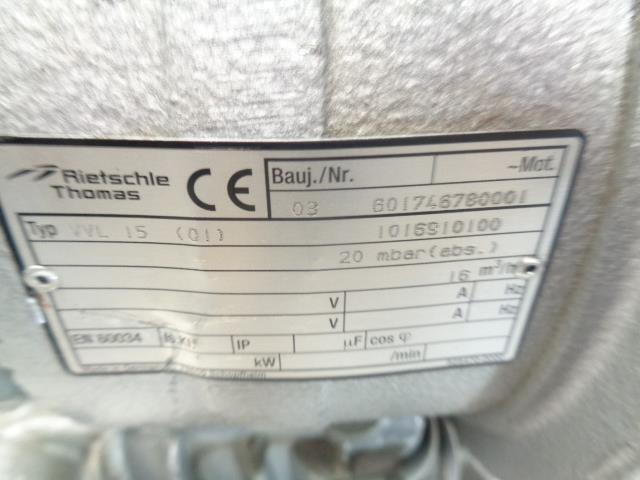 Rietschle
Thomas
CE
Bauj./Nr. ~Mot.
03 601746780001
Typ VVL 15 (01) 1016910100
20 mbar(abs.)
16 m³/h
V A Hz
V A Hz
EN 60034 IP µF cos φ
kW /min